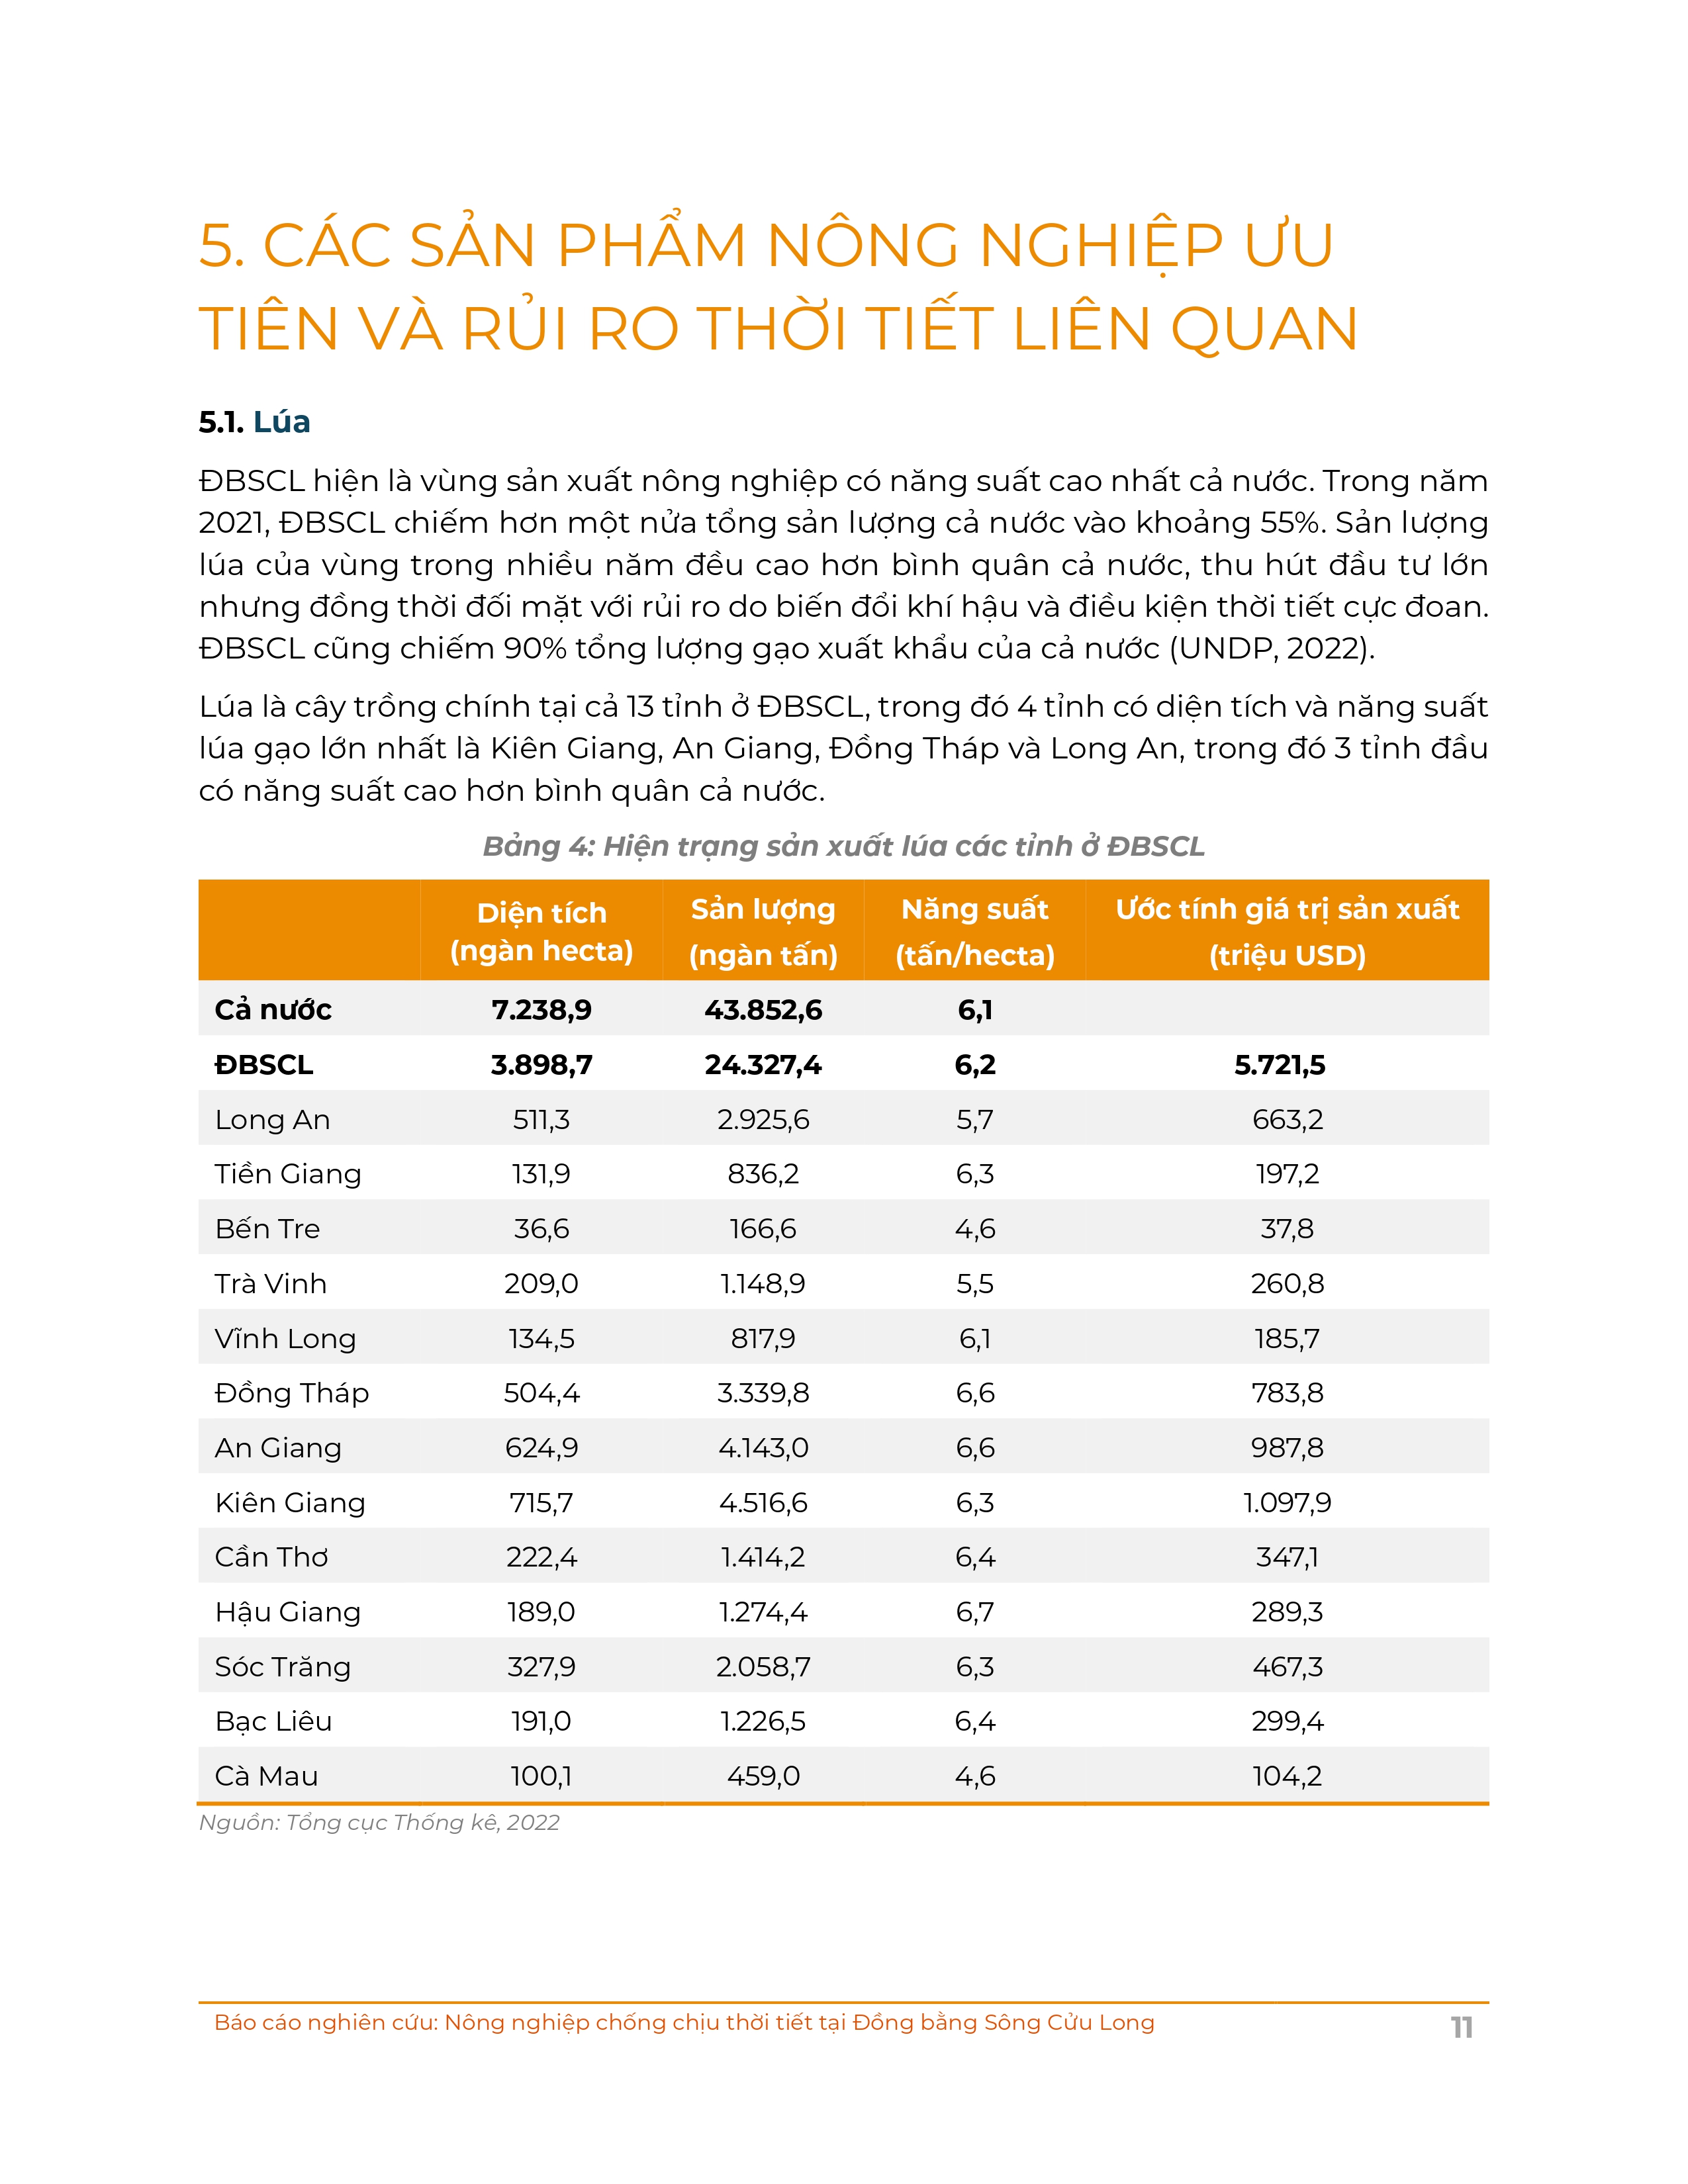 5. CÁC SẢN PHẨM NÔNG NGHIỆP ƯU
TIÊN VÀ RỦI RO THỜI TIẾT LIÊN QUAN
5.1. Lúa
ĐBSCL hiện là vùng sản xuất nông nghiệp có năng suất cao nhất cả nước. Trong năm
2021, ĐBSCL chiếm hơn một nửa tổng sản lượng cả nước vào khoảng 55%. Sản lượng
lúa của vùng trong nhiều năm đều cao hơn bình quân cả nước, thu hút đầu tư lớn
nhưng đồng thời đối mặt với rủi ro do biến đổi khí hậu và điều kiện thời tiết cực đoan.
ĐBSCL cũng chiếm 90% tổng lượng gạo xuất khẩu của cả nước (UNDP, 2022).
Lúa là cây trồng chính tại cả 13 tỉnh ở ĐBSCL, trong đó 4 tỉnh có diện tích và năng suất
lúa gạo lớn nhất là Kiên Giang, An Giang, Đồng Tháp và Long An, trong đó 3 tỉnh đầu
có năng suất cao hơn bình quân cả nước.
Bảng 4: Hiện trạng sản xuất lúa các tỉnh ở ĐBSCL
Diện tích (ngàn hecta) Sản lượng (ngàn tấn) Năng suất (tấn/hecta) Ước tính giá trị sản xuất (triệu USD)
Cả nước 7.238,9 43.852,6 6,1
ĐBSCL 3.898,7 24.327,4 6,2 5.721,5
Long An 511,3 2.925,6 5,7 663,2
Tiền Giang 131,9 836,2 6,3 197,2
Bến Tre 36,6 166,6 4,6 37,8
Trà Vinh 209,0 1.148,9 5,5 260,8
Vĩnh Long 134,5 817,9 6,1 185,7
Đồng Tháp 504,4 3.339,8 6,6 783,8
An Giang 624,9 4.143,0 6,6 987,8
Kiên Giang 715,7 4.516,6 6,3 1.097,9
Cần Thơ 222,4 1.414,2 6,4 347,1
Hậu Giang 189,0 1.274,4 6,7 289,3
Sóc Trăng 327,9 2.058,7 6,3 467,3
Bạc Liêu 191,0 1.226,5 6,4 299,4
Cà Mau 100,1 459,0 4,6 104,2
Nguồn: Tổng cục Thống kê, 2022
Báo cáo nghiên cứu: Nông nghiệp chống chịu thời tiết tại Đồng bằng Sông Cửu Long 11